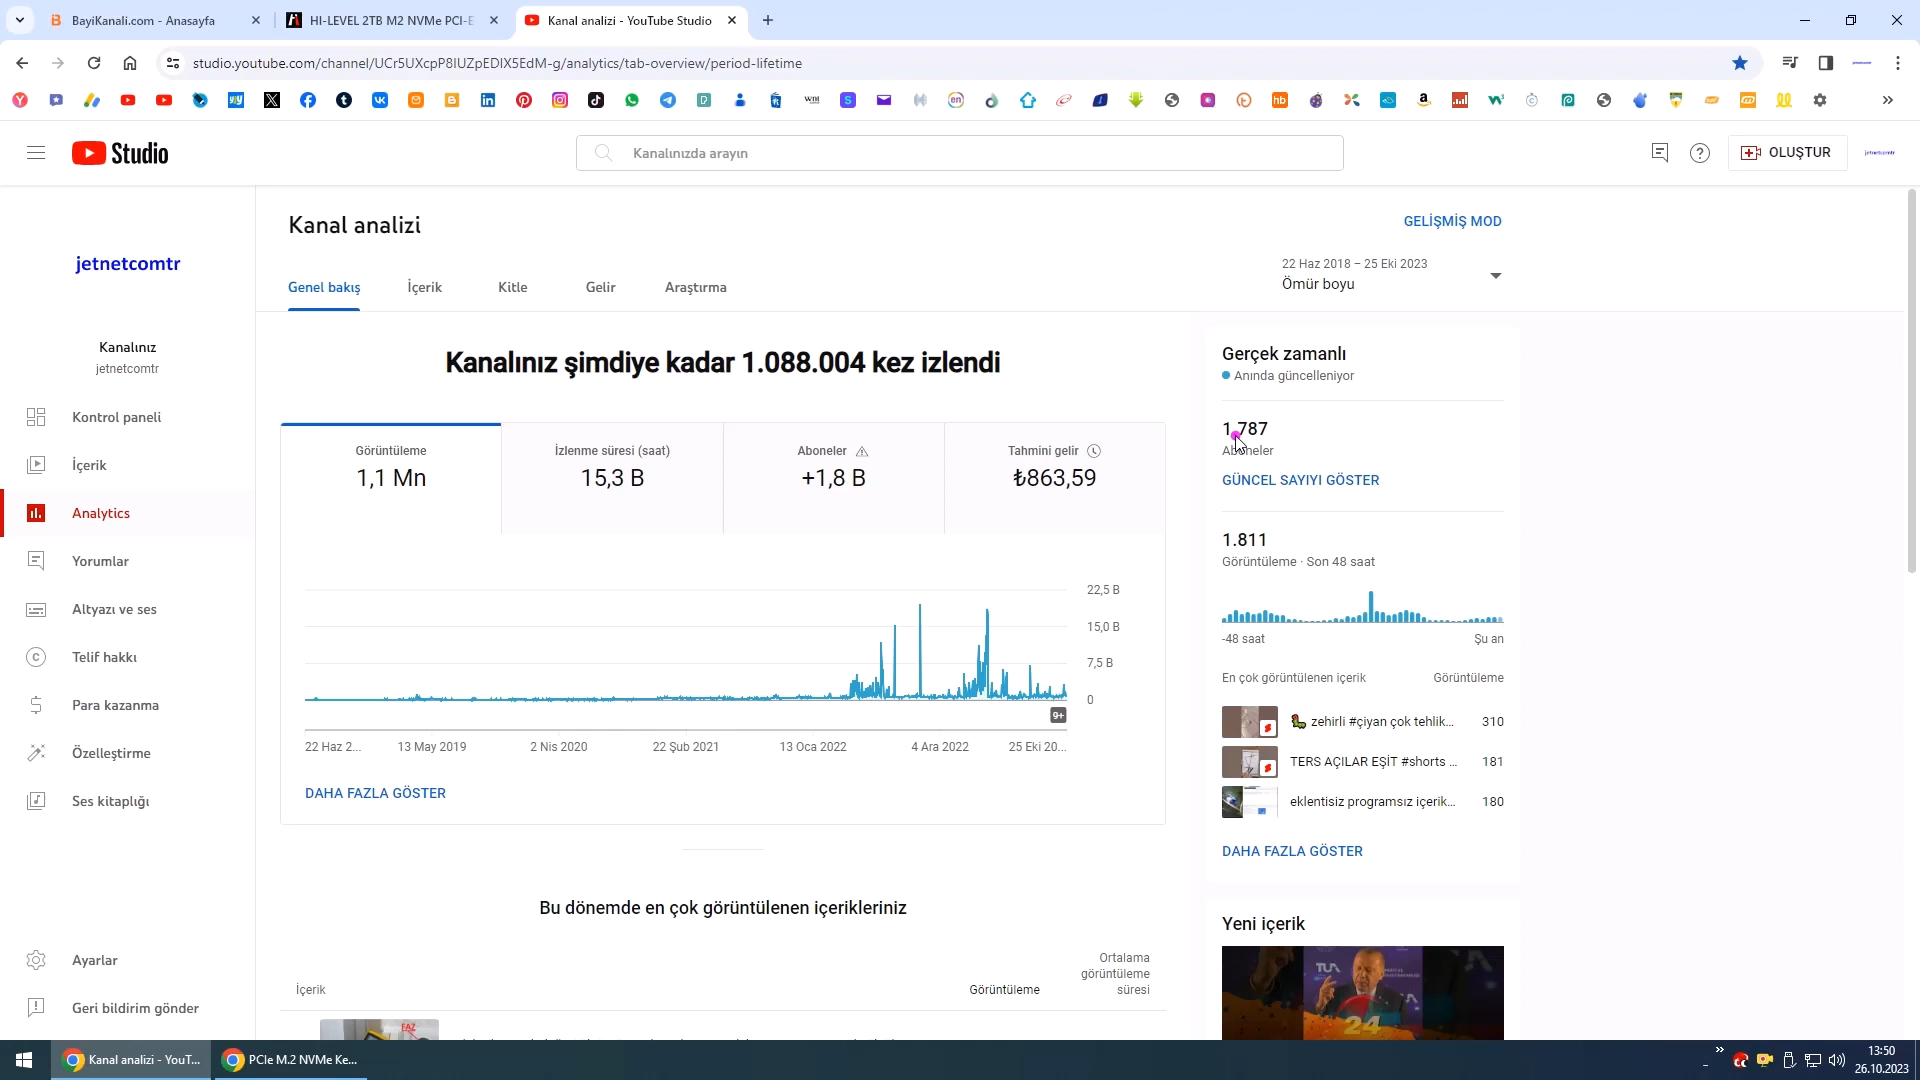 BayiKanali.com - Anasayfa
HI-LEVEL 2TB M2 NVMe PCI-E
Kanal analizi - YouTube Studio
studio.youtube.com/channel/UCr5UXcpP8IUZpEDIX5EdM-g/analytics/tab-overview/period-lifetime
Studio
Kanalınızda arayın
OLUŞTUR
jetnetcomtr
jetnetcomtr
Kanalınız
jetnetcomtr
Kontrol paneli
İçerik
Analytics
Yorumlar
Altyazı ve ses
Telif hakkı
Para kazanma
Özelleştirme
Ses kitaplığı
Ayarlar
Geri bildirim gönder
Kanal analizi
GELİŞMİŞ MOD
Genel bakış
İçerik
Kitle
Gelir
Araştırma
22 Haz 2018 – 25 Eki 2023
Ömür boyu
Kanalınız şimdiye kadar 1.088.004 kez izlendi
Görüntüleme
1,1 Mn
İzlenme süresi (saat)
15,3 B
Aboneler
+1,8 B
Tahmini gelir
₺863,59
22,5 B
15,0 B
7,5 B
0
9+
22 Haz 2...
13 May 2019
2 Nis 2020
22 Şub 2021
13 Oca 2022
4 Ara 2022
25 Eki 20...
DAHA FAZLA GÖSTER
Bu dönemde en çok görüntülenen içerikleriniz
İçerik
Görüntüleme
Ortalama
görüntüleme
süresi
FAZ
Gerçek zamanlı
Anında güncelleniyor
1.787
Aboneler
GÜNCEL SAYIYI GÖSTER
1.811
Görüntüleme · Son 48 saat
-48 saat
Şu an
En çok görüntülenen içerik
Görüntüleme
zehirli #çiyan çok tehlik...
310
TERS AÇILAR EŞİT #shorts ...
181
eklentisiz programsız içerik...
180
DAHA FAZLA GÖSTER
Yeni içerik
TUA
24
Kanal analizi - YouT...
PCIe M.2 NVMe Ke...
13:50
26.10.2023